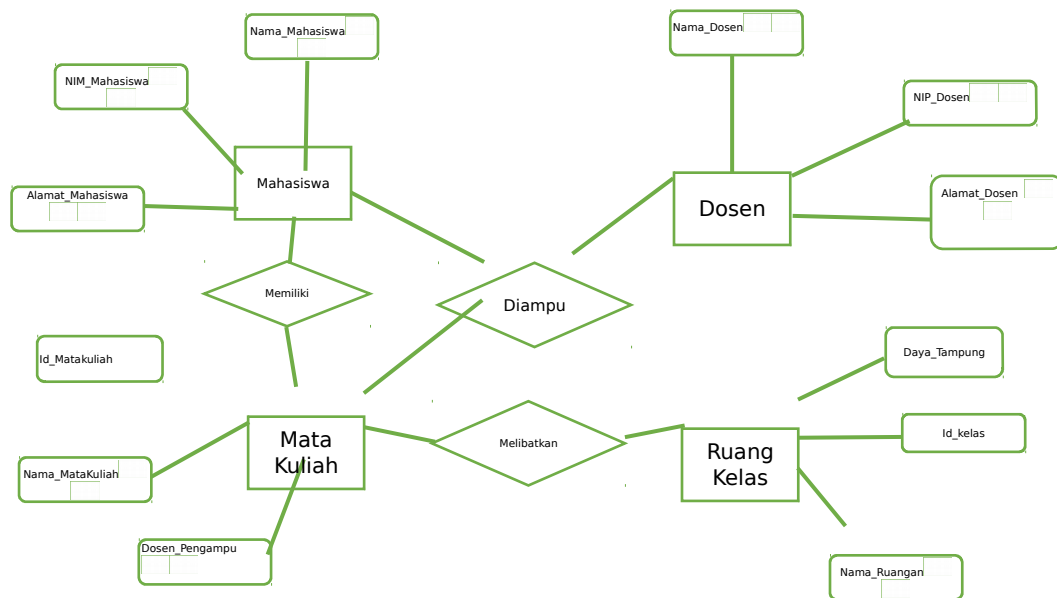 Nama_Mahasiswa
Nama_Dosen
NIM_Mahasiswa
NIP_Dosen
Mahasiswa
Alamat_Mahasiswa
Dosen
Alamat_Dosen
Memiliki
Diampu
Id_Matakuliah
Daya_Tampung
Mata
Kuliah
Melibatkan
Ruang
Kelas
Id_kelas
Nama_MataKuliah
Dosen_Pengampu
Nama_Ruangan